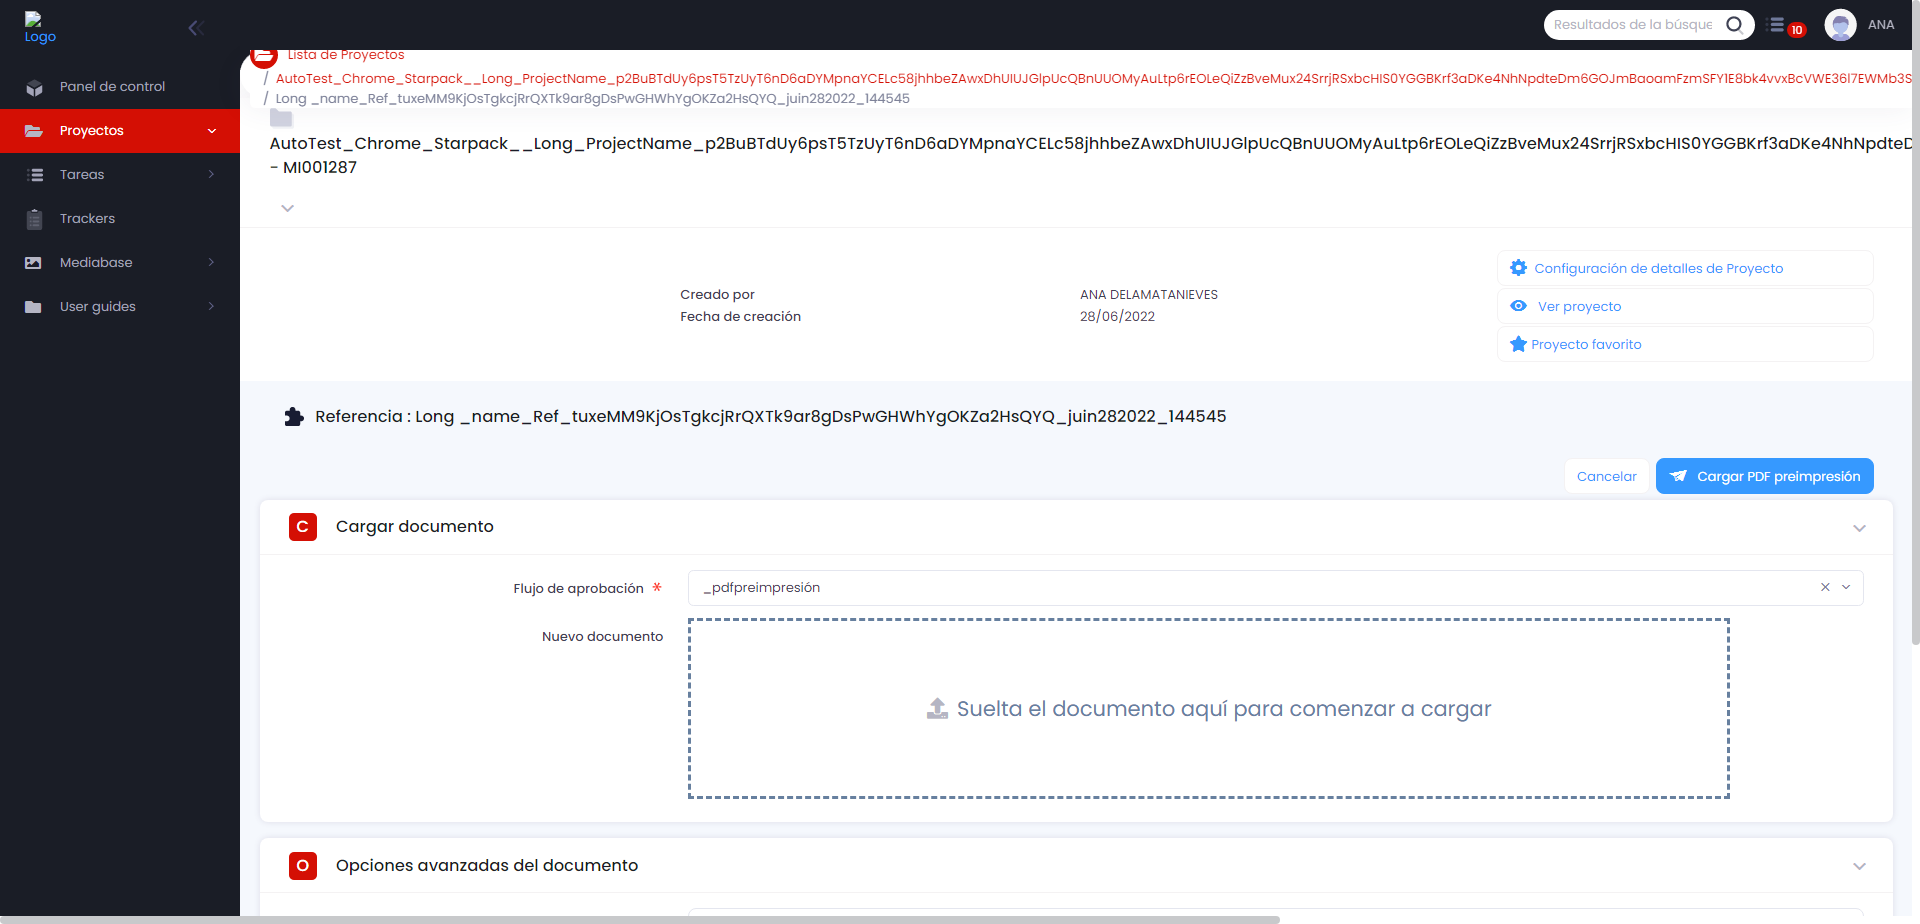 Logo
Resultados de la búsque
10
ANA
Panel de control
Proyectos
Tareas
Trackers
Mediabase
User guides
Lista de Proyectos
/ AutoTest_Chrome_Starpack__Long_ProjectName_p2BuBTdUy6psT5TzUyT6nD6aDYMpnaYCELc58jhhbeZAwxDhUIUJGlpUcQBnUUOMyAuLtp6rEOLeQiZzBveMux24SrrjRSxbcHIS0YGGBKrf3aDKe4NhNpdteDm6GOJmBaoamFzmSFY1E8bk4vvxBcVWE36I7EWMb3S
/ Long _name_Ref_tuxeMM9KjOsTgkcjRrQXTk9ar8gDsPwGHWhYgOKZa2HsQYQ_juin282022_144545
AutoTest_Chrome_Starpack__Long_ProjectName_p2BuBTdUy6psT5TzUyT6nD6aDYMpnaYCELc58jhhbeZAwxDhUIUJGlpUcQBnUUOMyAuLtp6rEOLeQiZzBveMux24SrrjRSxbcHIS0YGGBKrf3aDKe4NhNpdteD
- MI001287
Creado por
ANA DELAMATANIEVES
Fecha de creación
28/06/2022
Configuración de detalles de Proyecto
Ver proyecto
Proyecto favorito
Referencia : Long _name_Ref_tuxeMM9KjOsTgkcjRrQXTk9ar8gDsPwGHWhYgOKZa2HsQYQ_juin282022_144545
Cancelar
Cargar PDF preimpresión
C Cargar documento
Flujo de aprobación *
_pdfpreimpresión
Nuevo documento
Suelta el documento aquí para comenzar a cargar
O Opciones avanzadas del documento